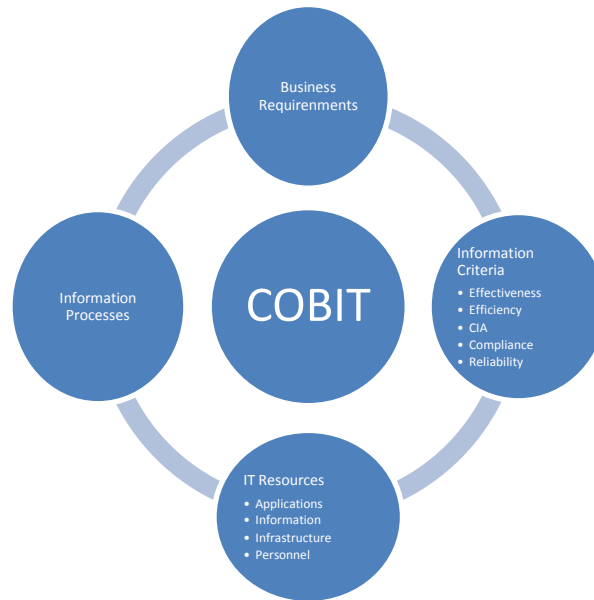 Business
Requirenments
Information
Criteria
• Effectiveness
• Efficiency
• CIA
• Compliance
• Reliability
COBIT
Information
Processes
IT Resources
• Applications
• Information
• Infrastructure
• Personnel